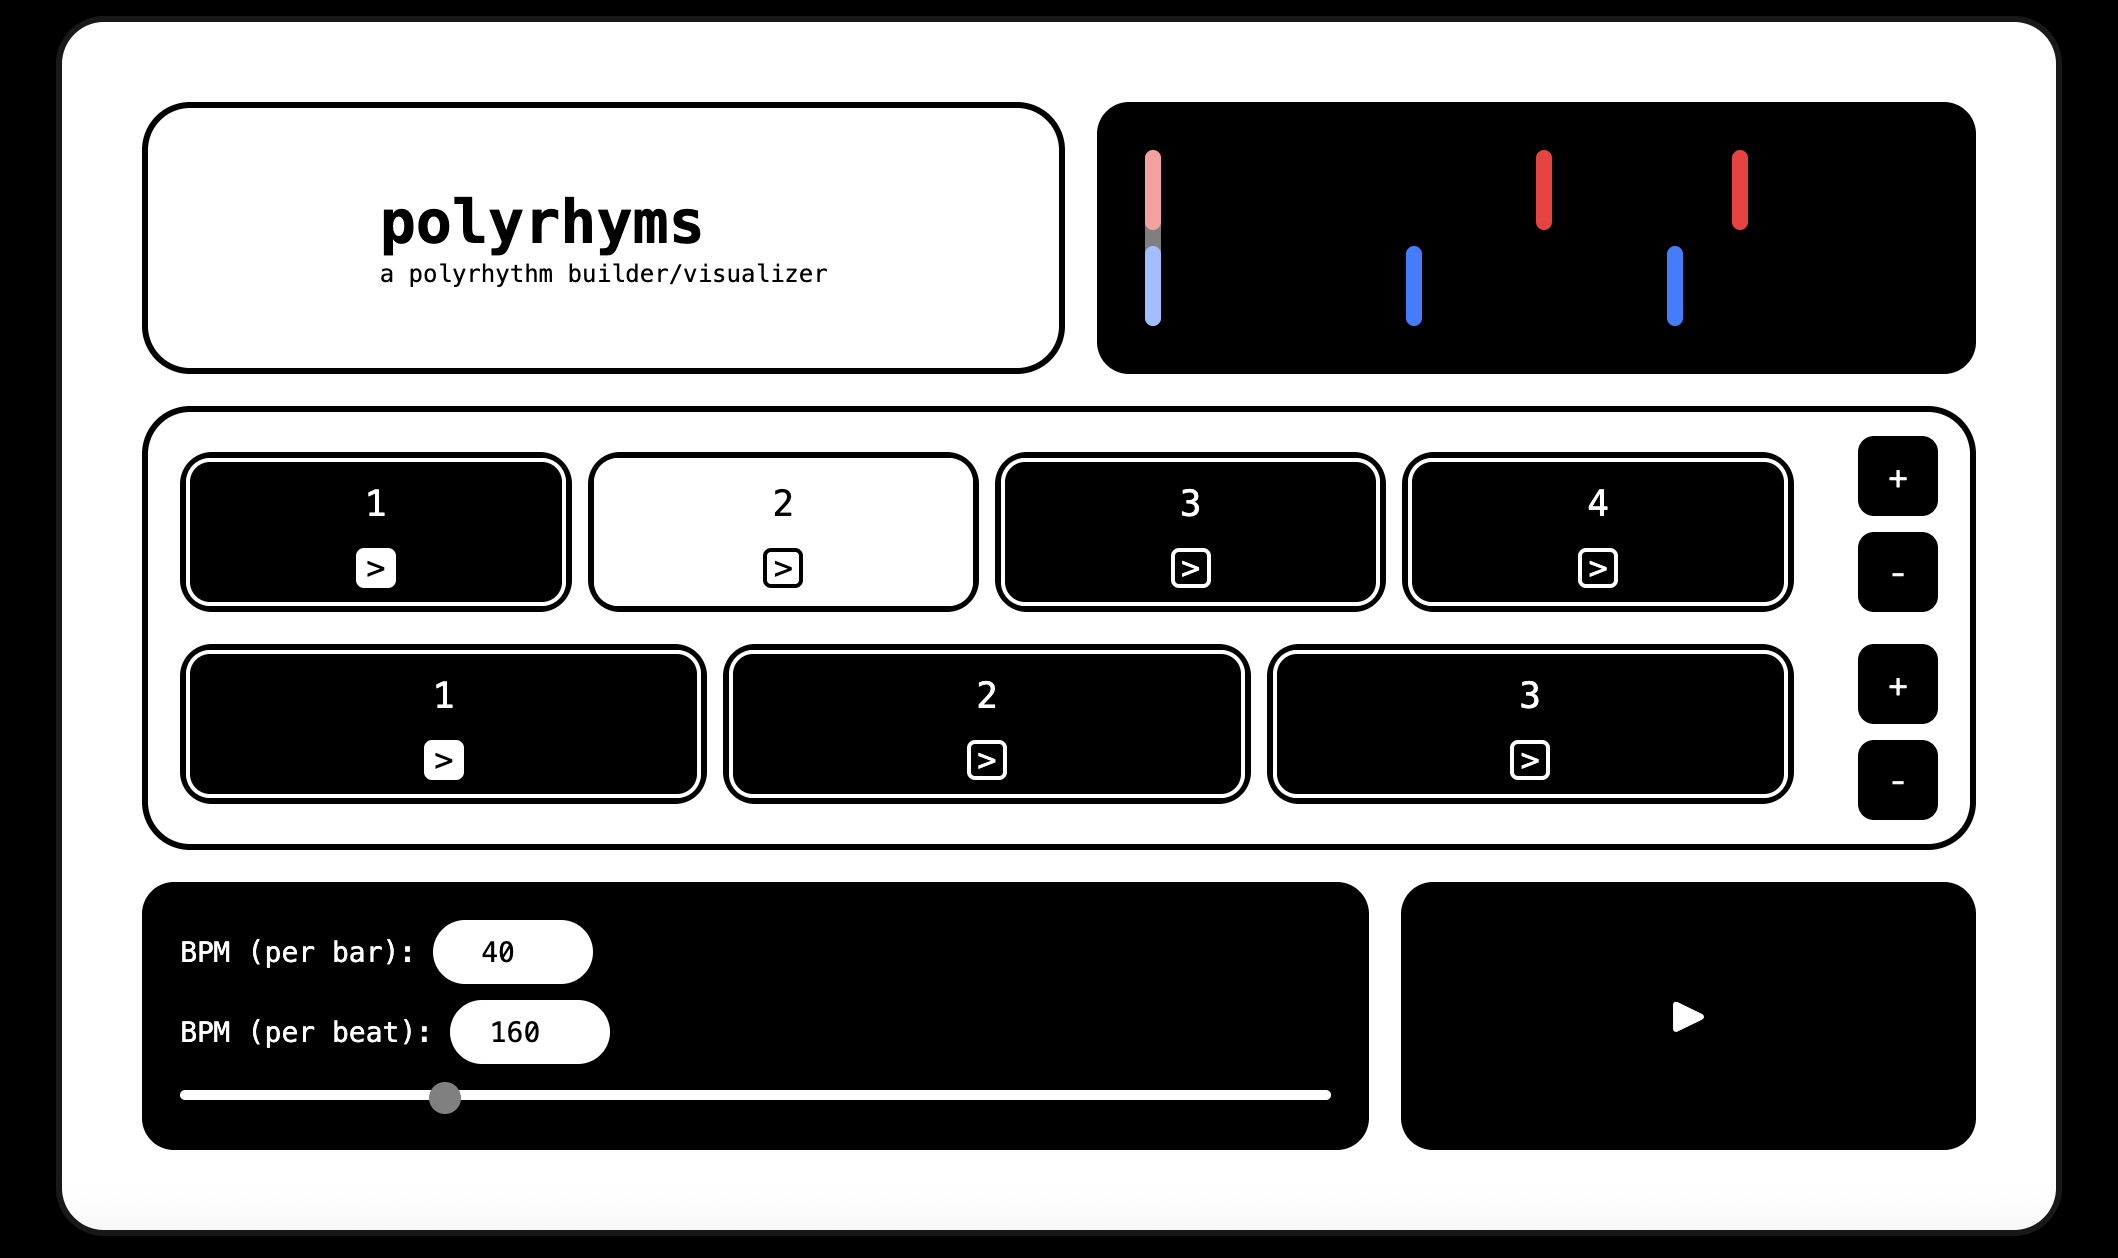 polyrhyms
a polyrhythm builder/visualizer
1 2 3 4
> > > >
+
-
1 2 3
> > >
+
-
BPM (per bar): 40
BPM (per beat): 160